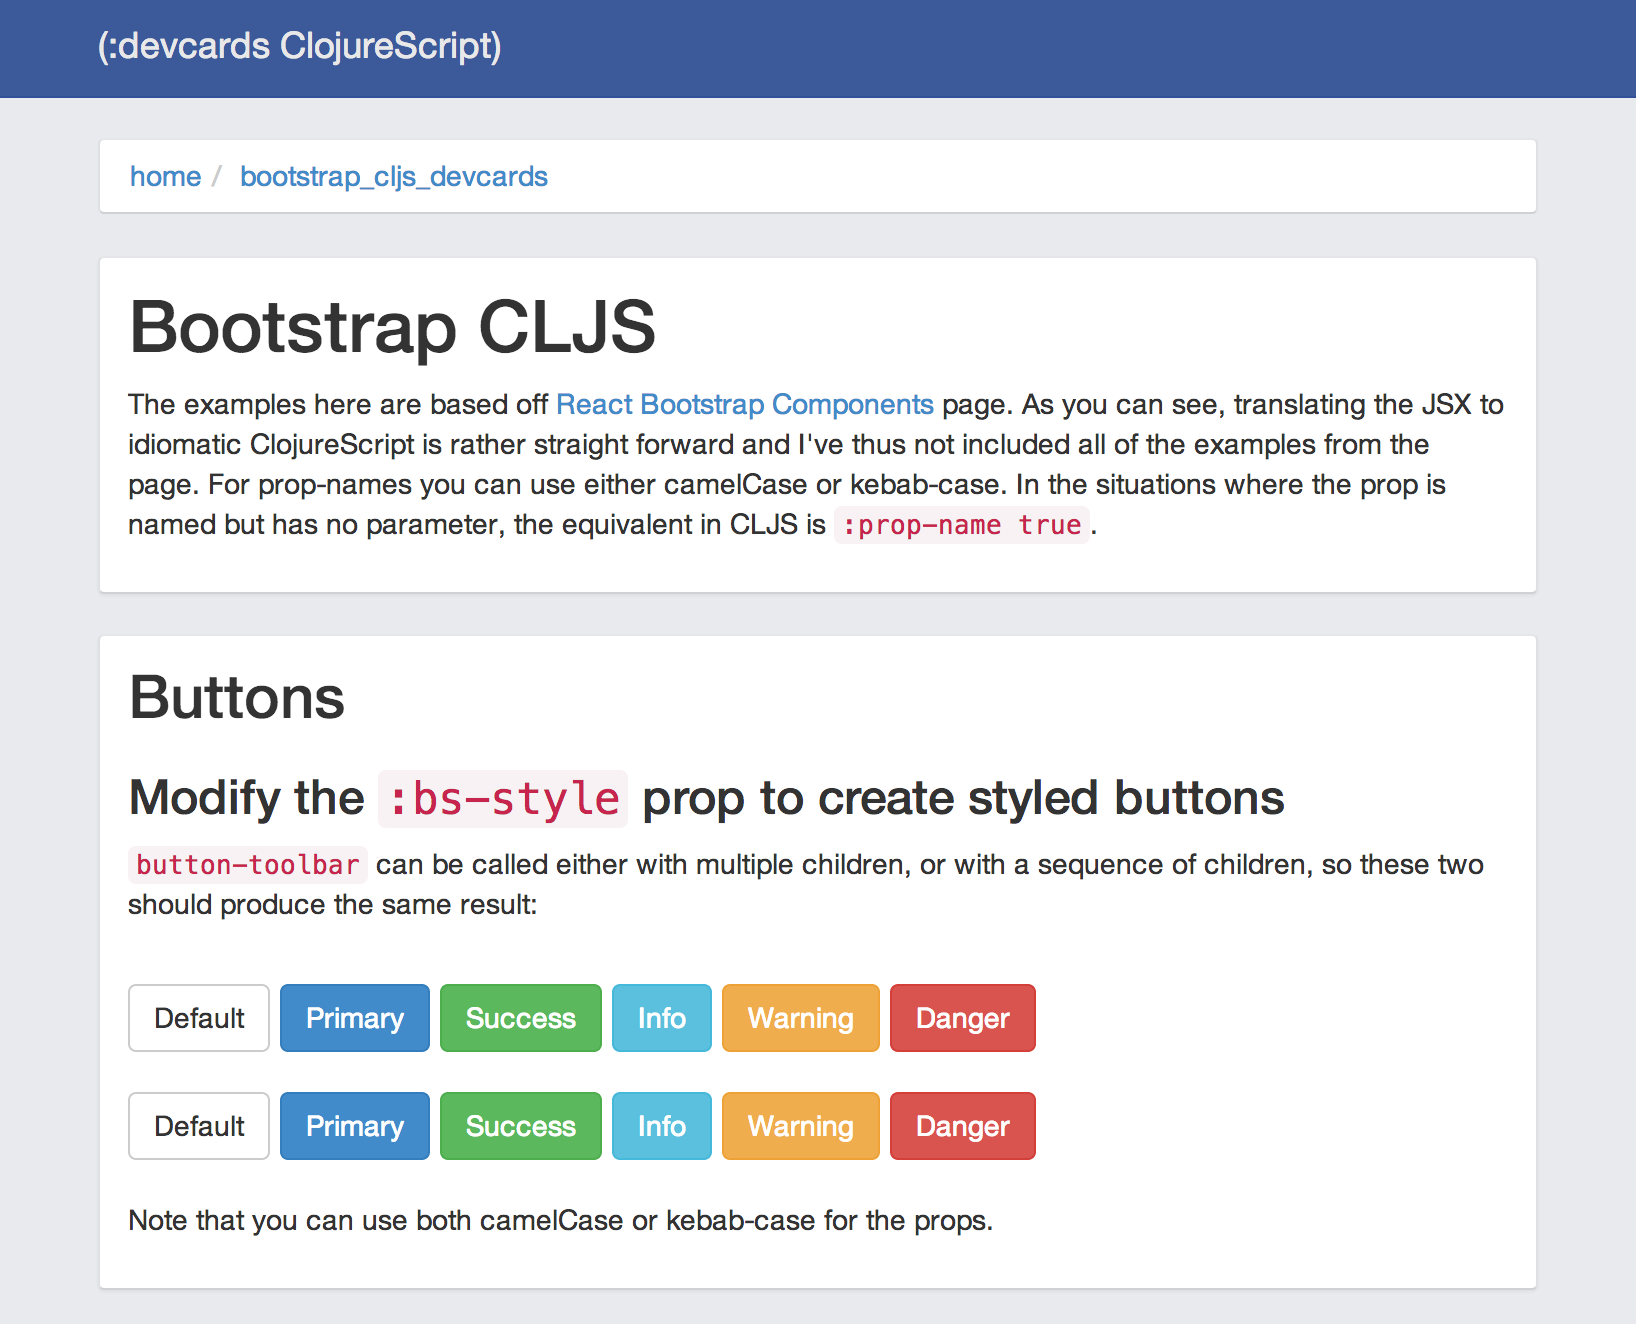 (:devcards ClojureScript)
home / bootstrap_cljs_devcards
Bootstrap CLJS
The examples here are based off React Bootstrap Components page. As you can see, translating the JSX to
idiomatic ClojureScript is rather straight forward and I've thus not included all of the examples from the
page. For prop-names you can use either camelCase or kebab-case. In the situations where the prop is
named but has no parameter, the equivalent in CLJS is :prop-name true.
Buttons
Modify the :bs-style prop to create styled buttons
button-toolbar can be called either with multiple children, or with a sequence of children, so these two
should produce the same result:
Default Primary Success Info Warning Danger
Default Primary Success Info Warning Danger
Note that you can use both camelCase or kebab-case for the props.